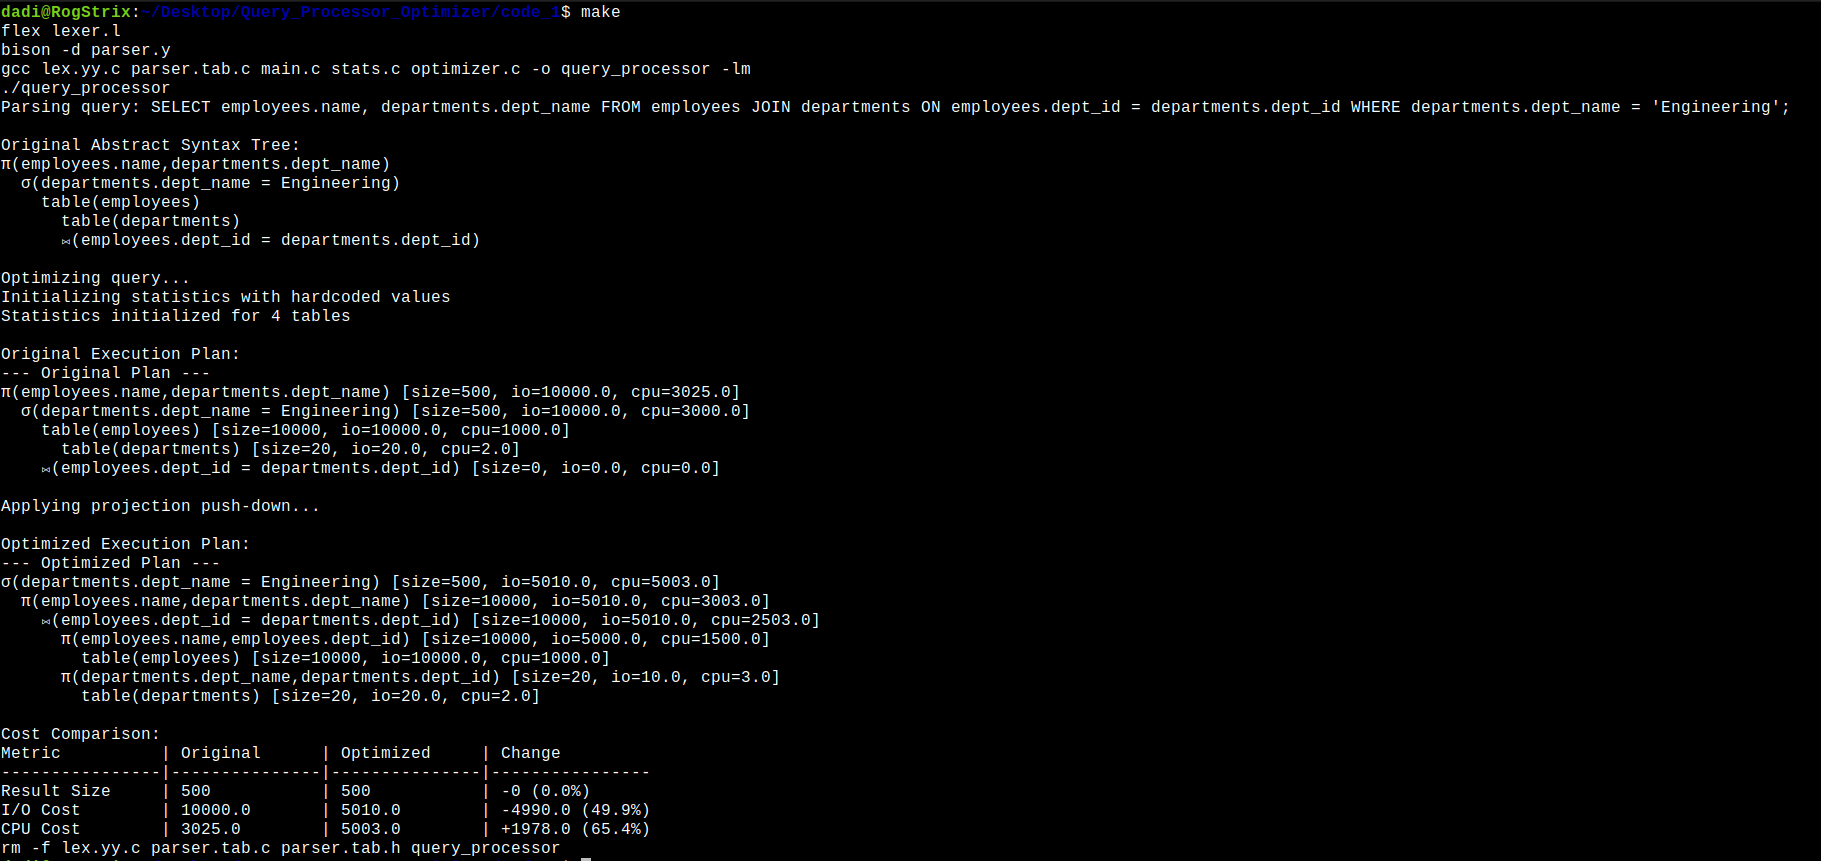 dadi@RogStrix:~/Desktop/Query_Processor_Optimizer/code_1$ make
flex lexer.l
bison -d parser.y
gcc lex.yy.c parser.tab.c main.c stats.c optimizer.c -o query_processor -lm
./query_processor
Parsing query: SELECT employees.name, departments.dept_name FROM employees JOIN departments ON employees.dept_id = departments.dept_id WHERE departments.dept_name = 'Engineering';

Original Abstract Syntax Tree:
π(employees.name,departments.dept_name)
  σ(departments.dept_name = Engineering)
    table(employees)
      table(departments)
      ⋈(employees.dept_id = departments.dept_id)

Optimizing query...
Initializing statistics with hardcoded values
Statistics initialized for 4 tables

Original Execution Plan:
--- Original Plan ---
π(employees.name,departments.dept_name) [size=500, io=10000.0, cpu=3025.0]
  σ(departments.dept_name = Engineering) [size=500, io=10000.0, cpu=3000.0]
    table(employees) [size=10000, io=10000.0, cpu=1000.0]
      table(departments) [size=20, io=20.0, cpu=2.0]
    ⋈(employees.dept_id = departments.dept_id) [size=0, io=0.0, cpu=0.0]

Applying projection push-down...

Optimized Execution Plan:
--- Optimized Plan ---
σ(departments.dept_name = Engineering) [size=500, io=5010.0, cpu=5003.0]
  π(employees.name,departments.dept_name) [size=10000, io=5010.0, cpu=3003.0]
    ⋈(employees.dept_id = departments.dept_id) [size=10000, io=5010.0, cpu=2503.0]
      π(employees.name,employees.dept_id) [size=10000, io=5000.0, cpu=1500.0]
        table(employees) [size=10000, io=10000.0, cpu=1000.0]
      π(departments.dept_name,departments.dept_id) [size=20, io=10.0, cpu=3.0]
        table(departments) [size=20, io=20.0, cpu=2.0]

Cost Comparison:
Metric          | Original      | Optimized     | Change
----------------|---------------|---------------|----------------
Result Size     | 500           | 500           | -0 (0.0%)
I/O Cost        | 10000.0       | 5010.0        | -4990.0 (49.9%)
CPU Cost        | 3025.0        | 5003.0        | +1978.0 (65.4%)
rm -f lex.yy.c parser.tab.c parser.tab.h query_processor